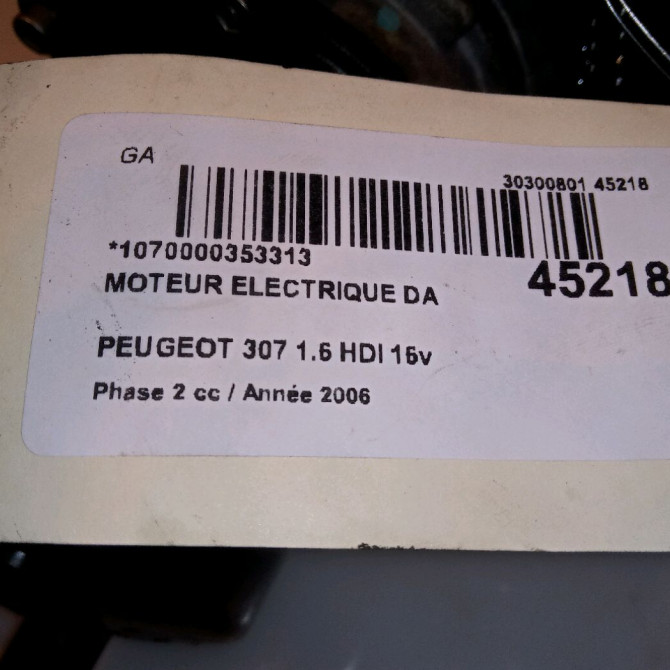 GA
30300801 45218
*1070000353313
45218
MOTEUR ELECTRIQUE DA
PEUGEOT 307 1.6 HDI 16v
Phase 2 cc / Année 2006